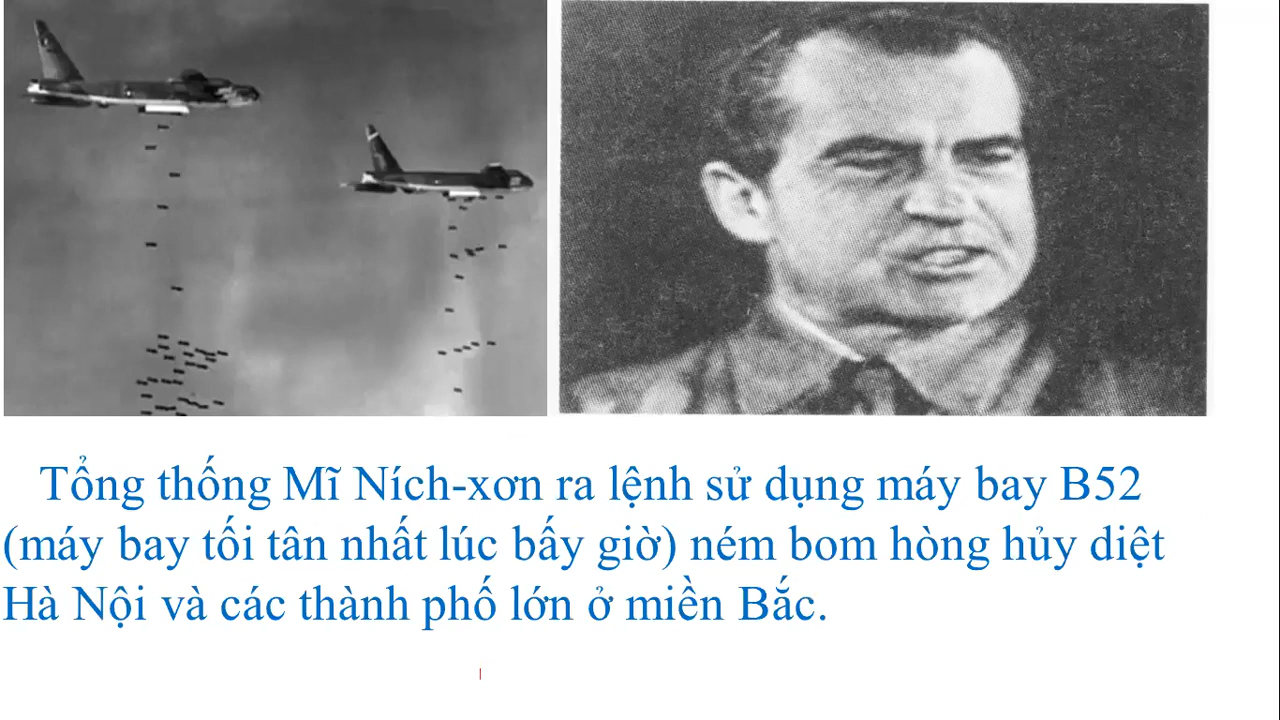 Tổng thống Mĩ Ních-xơn ra lệnh sử dụng máy bay B52
(máy bay tối tân nhất lúc bấy giờ) ném bom hòng hủy diệt
Hà Nội và các thành phố lớn ở miền Bắc.